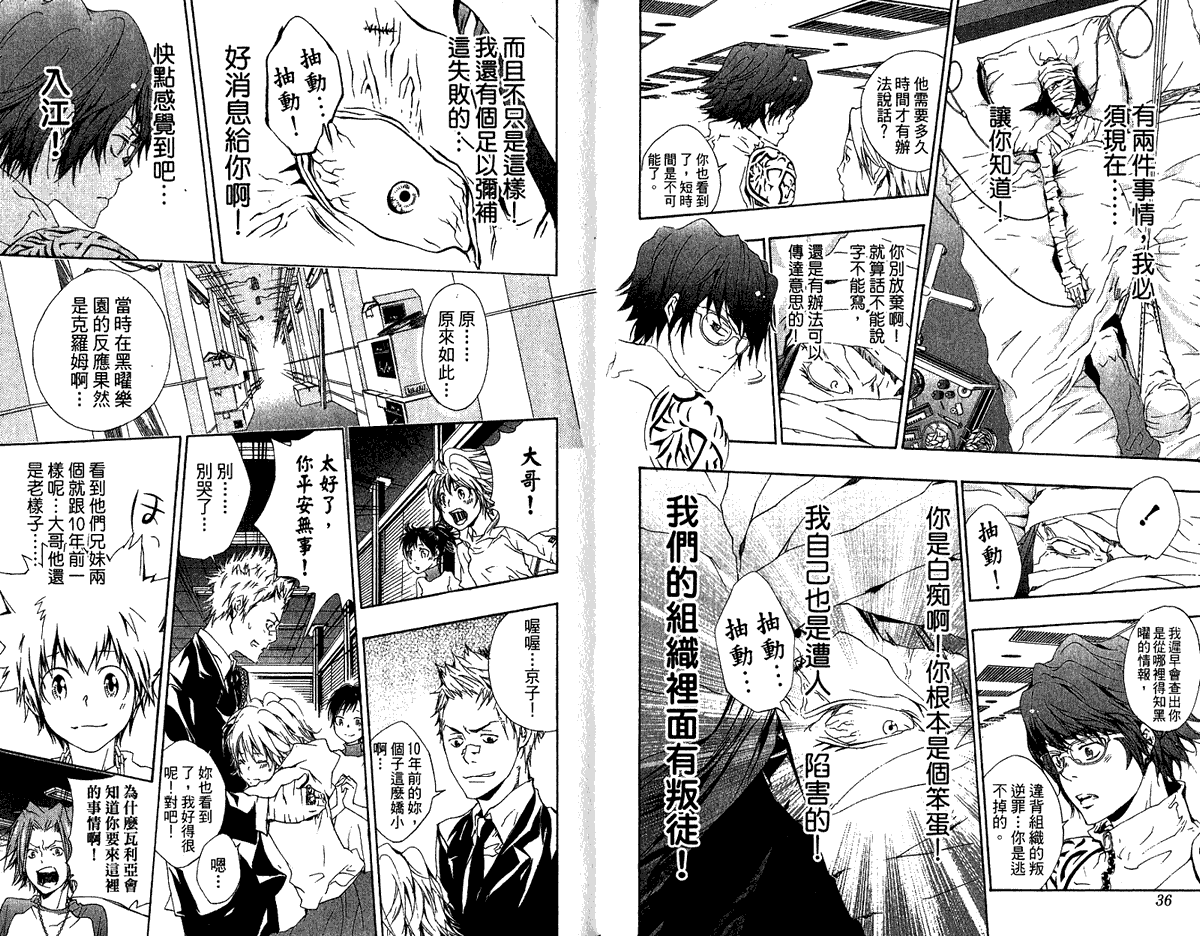 有兩件事情，我必
須現在……
讓你知道！
他需要多久
時間才有辦
法說話？
你也看到
了，短時
間是不可
能了。
你別放棄啊！
就算話不能說
字不能寫，
還是有辦法可以
傳達意思的！
！
抽動！
我遲早會查出你
是從哪裡得知黑
曜的情報，
違背組織的叛
逆罪…你是逃
不掉的。
你是白痴啊！你根本是個笨蛋！
我自己也是遭人
陷害的！
抽動…
抽動！
我們的組織裡面有叛徒！
36
而且不只是這樣！
我還有個足以彌補
這失敗的…
抽動…
抽動！
好消息給你啊！
快點感覺到吧…
入江！
原……
原來如此…
當時在黑曜樂
園的反應果然
是克羅姆啊…
大哥！
喔喔…京子！
10年前的妳，
個子這麼嬌小
啊…
太好了，
你平安無事！
別……
別哭了…
妳也看到
了，我好得很
呢！對吧！
嗯…
看到他們兄妹兩
個就跟10年前一
樣呢…大哥他還
是老樣子……
ほ
為什麼瓦利亞會
知道你要來這裡
的事情啊！